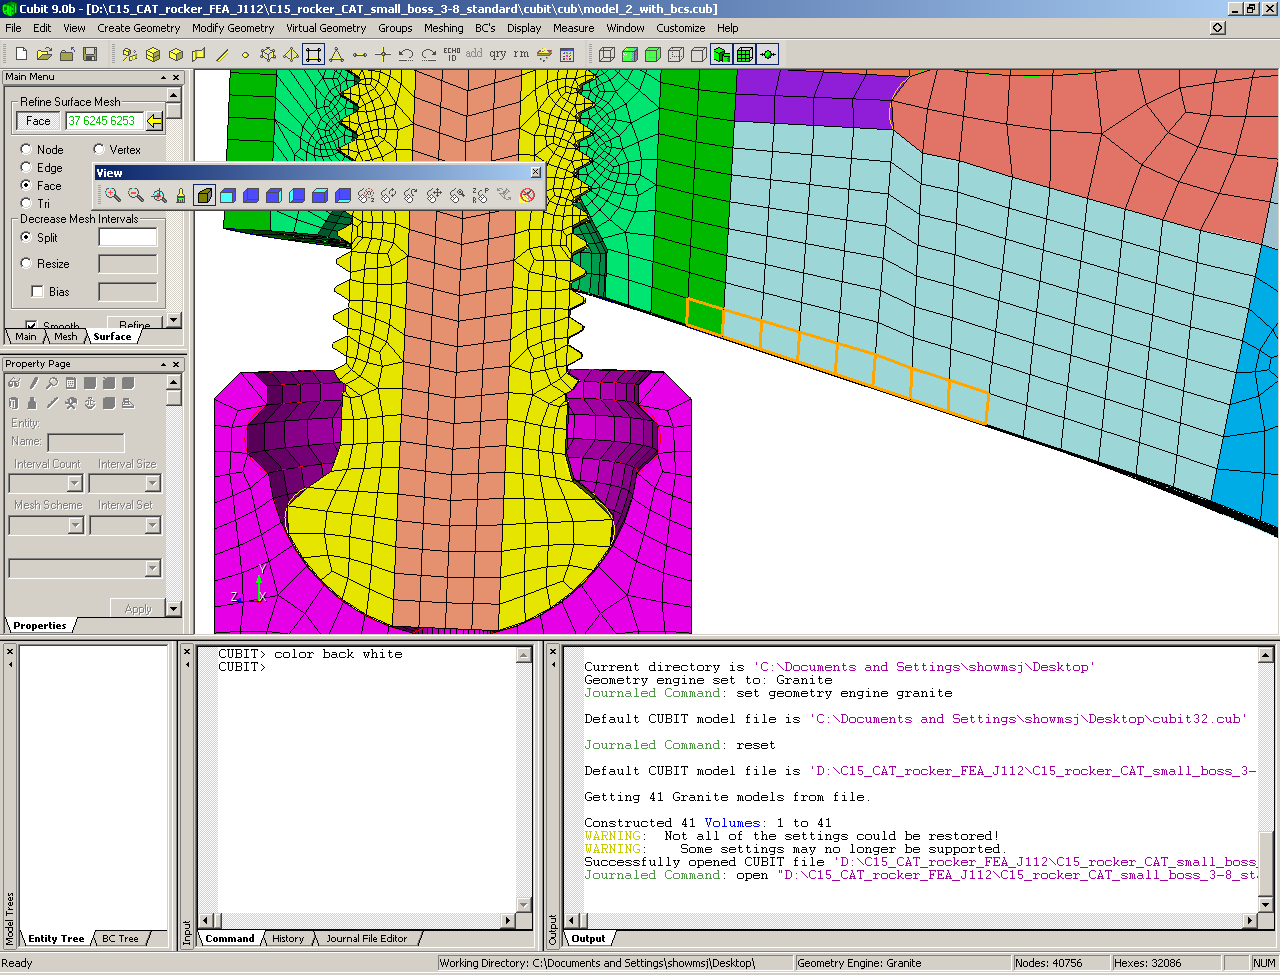 Cubit 9.0b - [D:\C15_CAT_rocker_FEA_J112\C15_rocker_CAT_small_boss_3-8_standard\cubit\cub\model_2_with_bcs.cub]
File Edit View Create Geometry Modify Geometry Virtual Geometry Groups Meshing BC's Display Measure Window Customize Help
ECHO ID add qry rm
Main Menu
Refine Surface Mesh
Face 37 6245 6253
Node Vertex
Edge
Face
Tri
Decrease Mesh Intervals
Split
Resize
Bias
Smooth Refine
Main Mesh Surface
View
Property Page
Entity:
Name:
Interval Count Interval Size
Mesh Scheme Interval Set
Apply
Properties
Y
Z X
Model Trees
Entity Tree BC Tree
Input
CUBIT> color back white
CUBIT>
Command History Journal File Editor
Output
Current directory is 'C:\Documents and Settings\showmsj\Desktop'
Geometry engine set to: Granite
Journaled Command: set geometry engine granite
Default CUBIT model file is 'C:\Documents and Settings\showmsj\Desktop\cubit32.cub'
Journaled Command: reset
Default CUBIT model file is 'D:\C15_CAT_rocker_FEA_J112\C15_rocker_CAT_small_boss_3-
Getting 41 Granite models from file.
Constructed 41 Volumes: 1 to 41
WARNING: Not all of the settings could be restored!
WARNING: Some settings may no longer be supported.
Successfully opened CUBIT file 'D:\C15_CAT_rocker_FEA_J112\C15_rocker_CAT_small_boss_
Journaled Command: open "D:\C15_CAT_rocker_FEA_J112\C15_rocker_CAT_small_boss_3-8_sta
Output
Ready
Working Directory: C:\Documents and Settings\showmsj\Desktop\
Geometry Engine: Granite
Nodes: 40756
Hexes: 32086
NUM